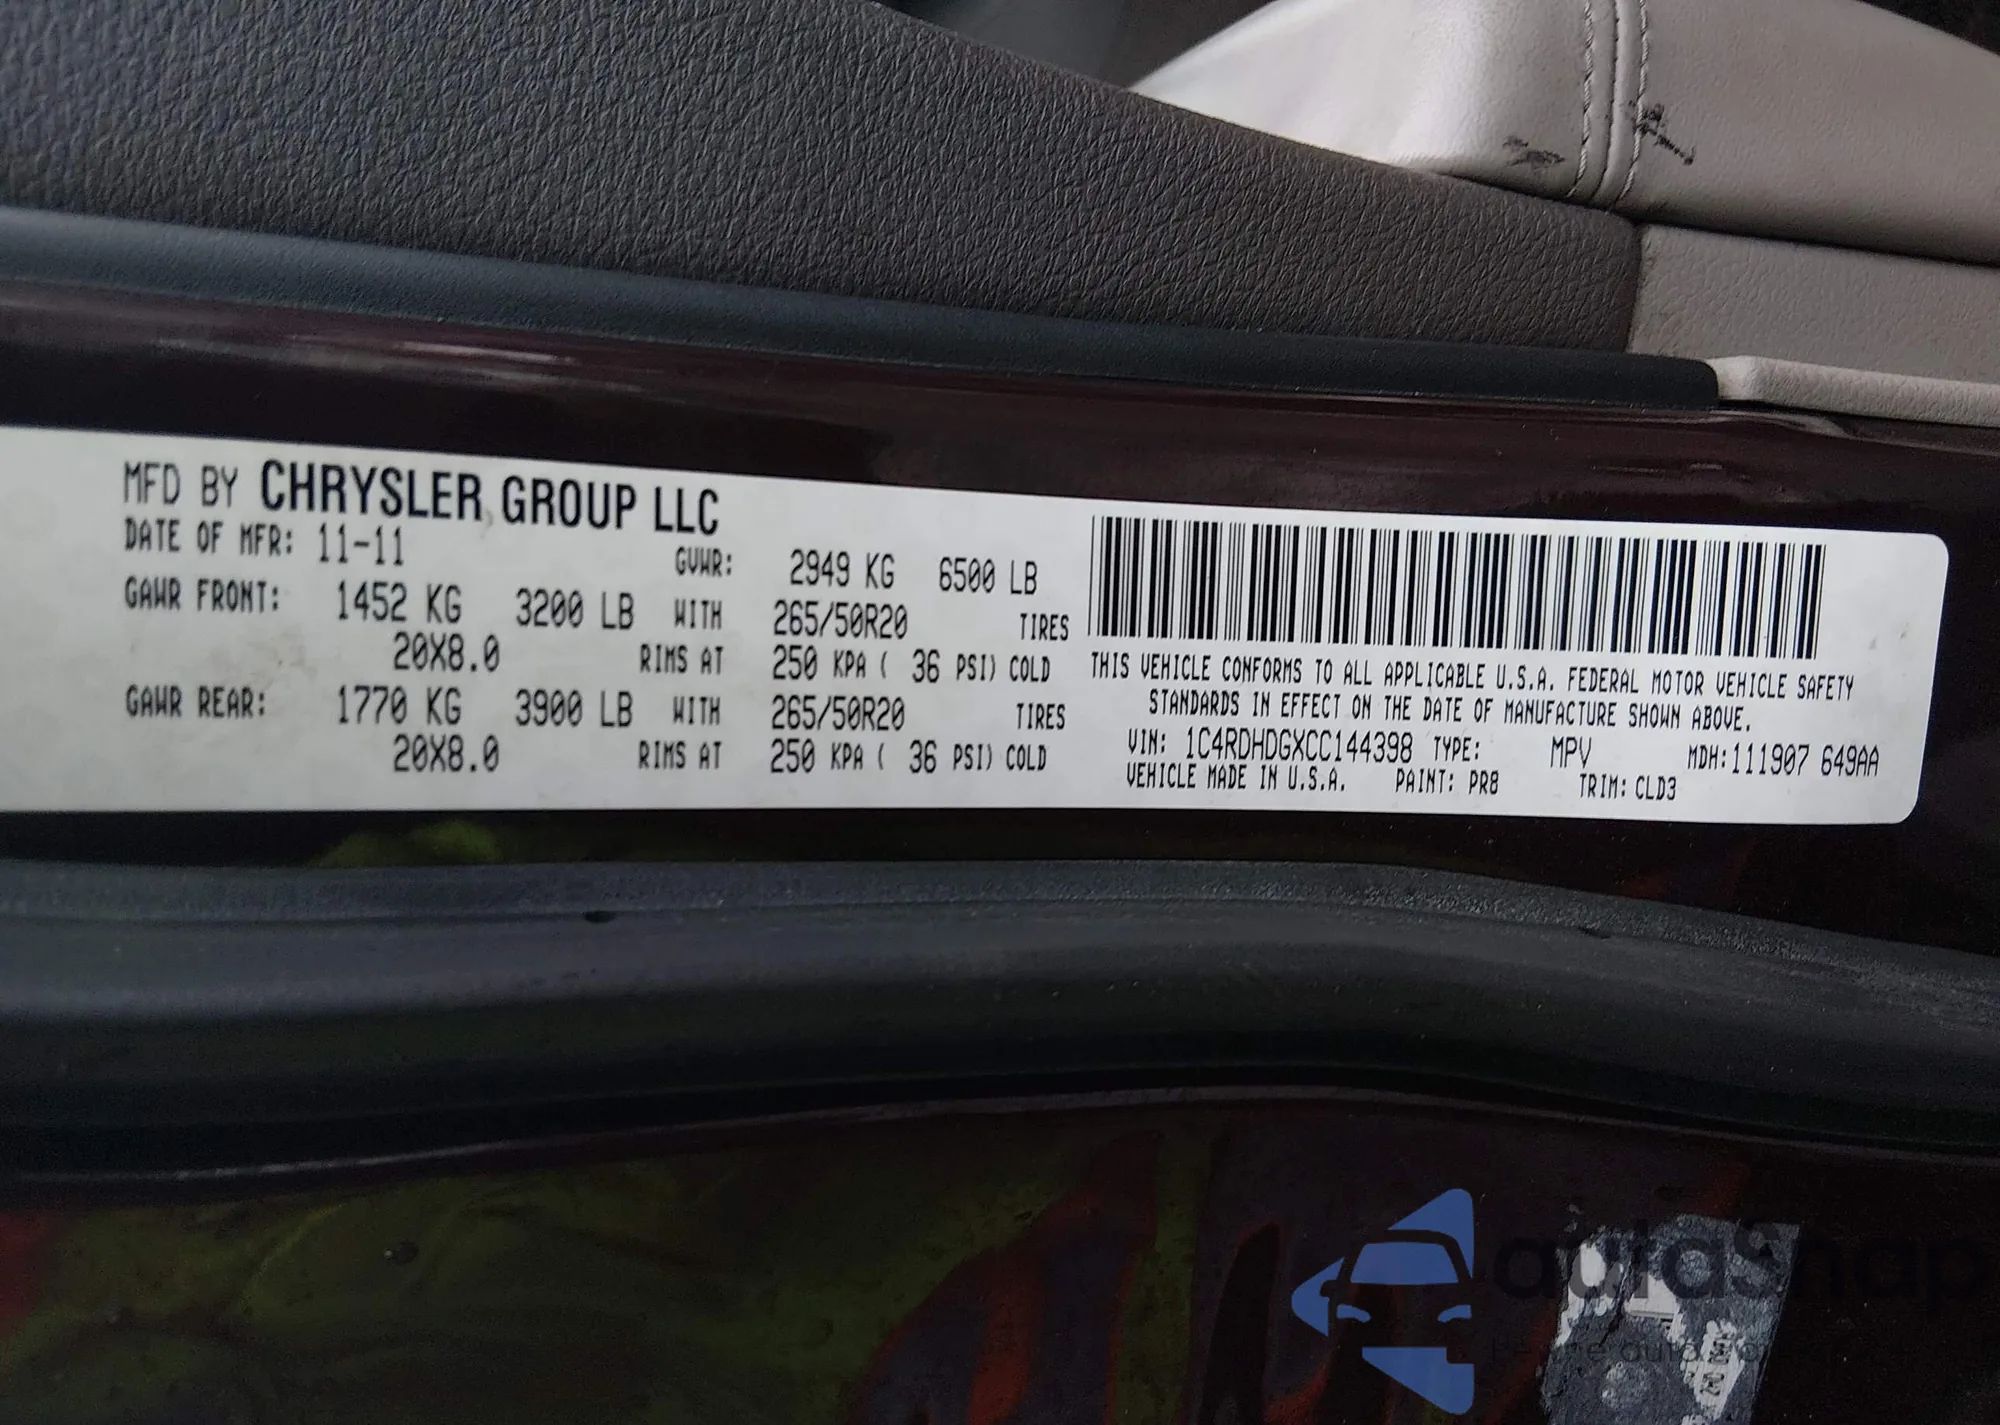 MFD BY CHRYSLER GROUP LLC
DATE OF MFR: 11-11 GVWR: 2949 KG 6500 LB
GAWR FRONT: 1452 KG 3200 LB WITH 265/50R20 TIRES
20X8.0 RIMS AT 250 KPA ( 36 PSI) COLD
GAWR REAR: 1770 KG 3900 LB WITH 265/50R20 TIRES
20X8.0 RIMS AT 250 KPA ( 36 PSI) COLD
THIS VEHICLE CONFORMS TO ALL APPLICABLE U.S.A. FEDERAL MOTOR VEHICLE SAFETY
STANDARDS IN EFFECT ON THE DATE OF MANUFACTURE SHOWN ABOVE.
VIN: 1C4RDHDGXCC144398 TYPE: MPV MDH:111907 649AA
VEHICLE MADE IN U.S.A. PAINT: PR8 TRIM: CLD3
autoSnap